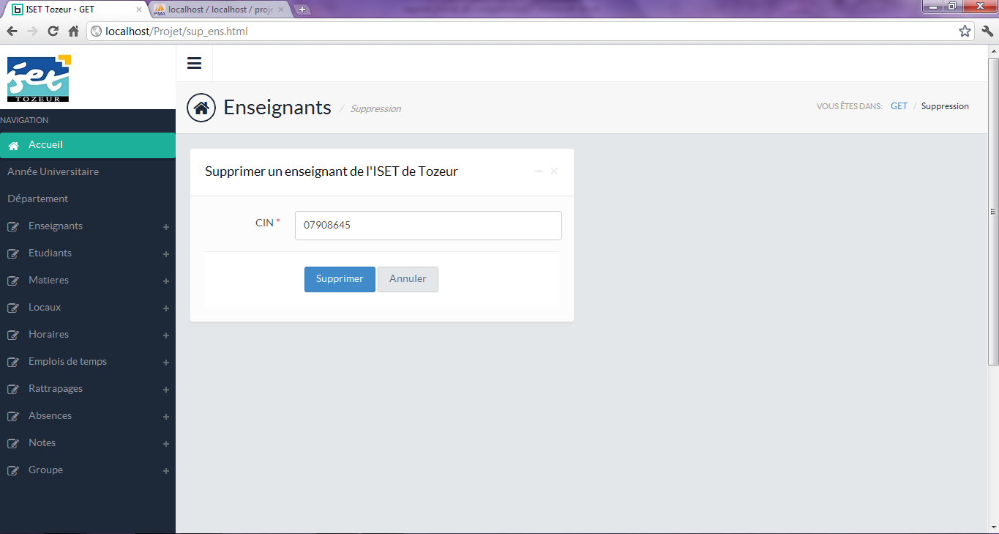 ISET Tozeur - GET
PMA localhost / localhost / proje
localhost/Projet/sup_ens.html
iset
TOZEUR
NAVIGATION
Accueil
Année Universitaire
Département
Enseignants +
Etudiants +
Matieres +
Locaux +
Horaires +
Emplois de temps +
Rattrapages +
Absences +
Notes +
Groupe +
Enseignants / Suppression
VOUS ÊTES DANS: GET / Suppression
Supprimer un enseignant de l'ISET de Tozeur
CIN * 07908645
Supprimer Annuler